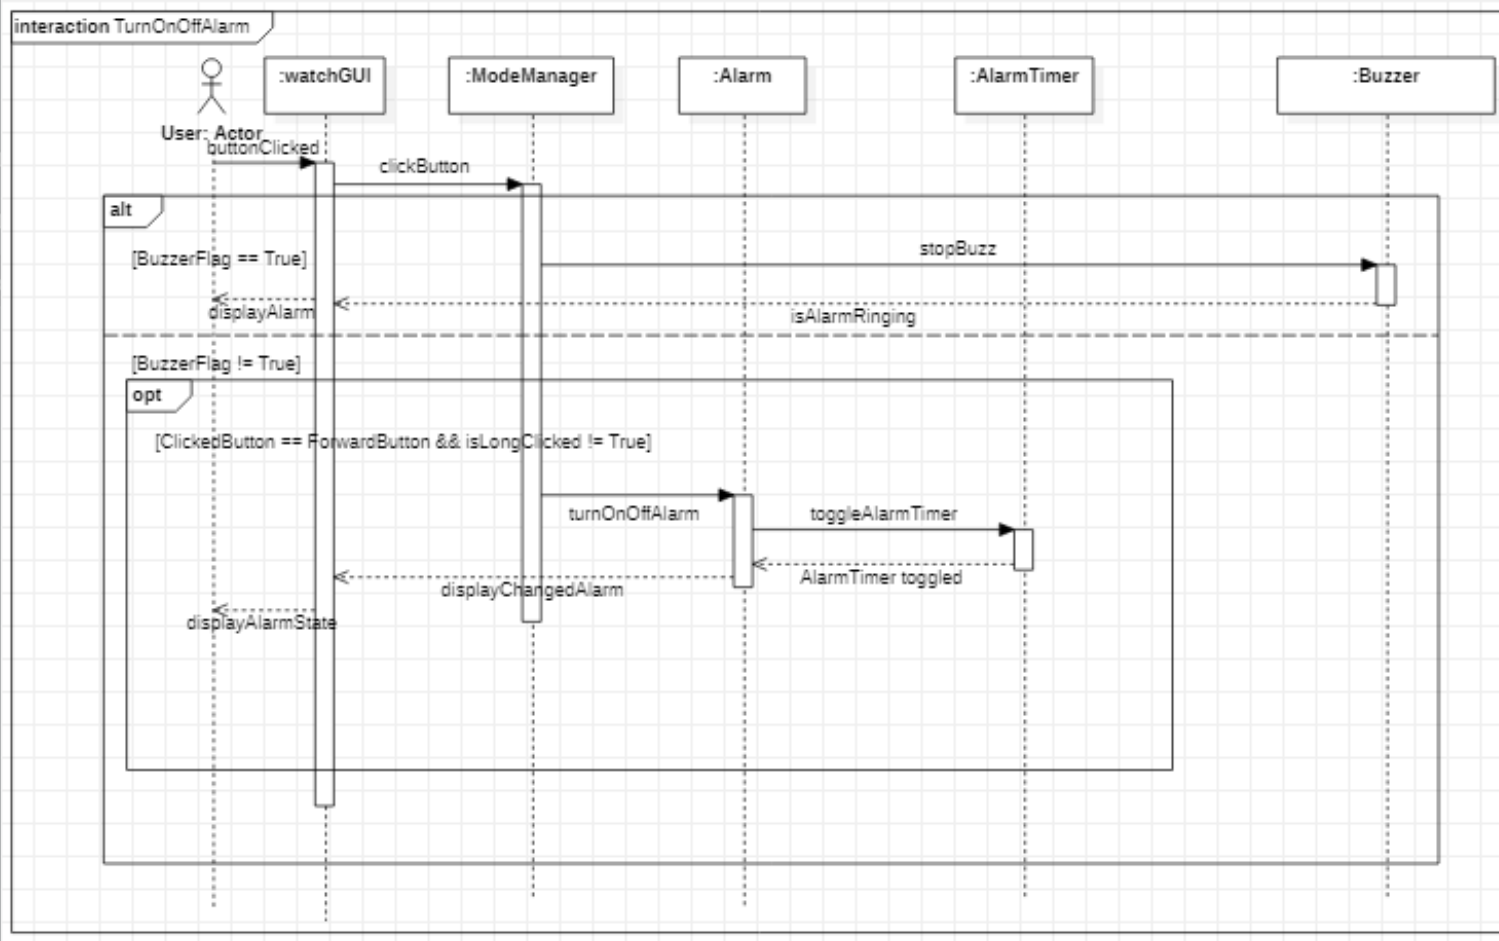 interaction TurnOnOffAlarm
:watchGUI
:ModeManager
:Alarm
:AlarmTimer
:Buzzer
User: Actor
buttonClicked
clickButton
alt
stopBuzz
[BuzzerFlag == True]
displayAlarm
isAlarmRinging
[BuzzerFlag != True]
opt
[ClickedButton == ForwardButton && isLongClicked != True]
turnOnOffAlarm
toggleAlarmTimer
AlarmTimer toggled
displayChangedAlarm
displayAlarmState